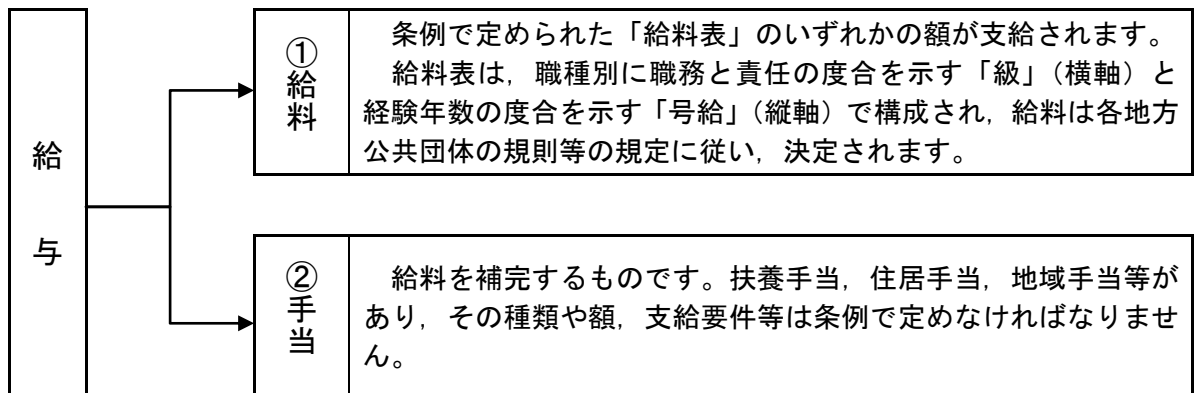 給与
①給料
　条例で定められた「給料表」のいずれかの額が支給されます。
　給料表は，職種別に職務と責任の度合を示す「級」（横軸）と
経験年数の度合を示す「号給」（縦軸）で構成され，給料は各地方
公共団体の規則等の規定に従い，決定されます。
②手当
　給料を補完するものです。扶養手当，住居手当，地域手当等が
あり，その種類や額，支給要件等は条例で定めなければなりませ
ん。